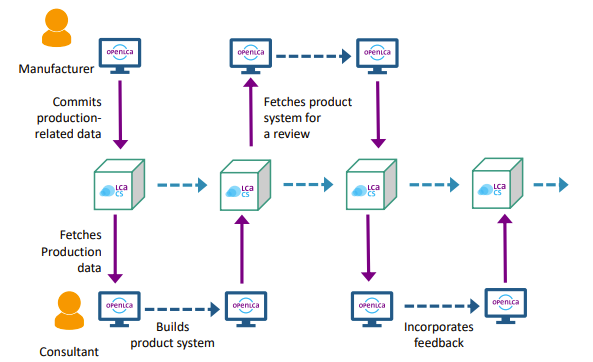 openLCA
openLCA
openLCA
Manufacturer
Commits
production-
related data
Fetches product
system for
a review
LCA
CS
LCA
CS
LCA
CS
LCA
CS
Fetches
Production
data
openLCA
openLCA
openLCA
openLCA
Consultant
Builds
product system
Incorporates
feedback